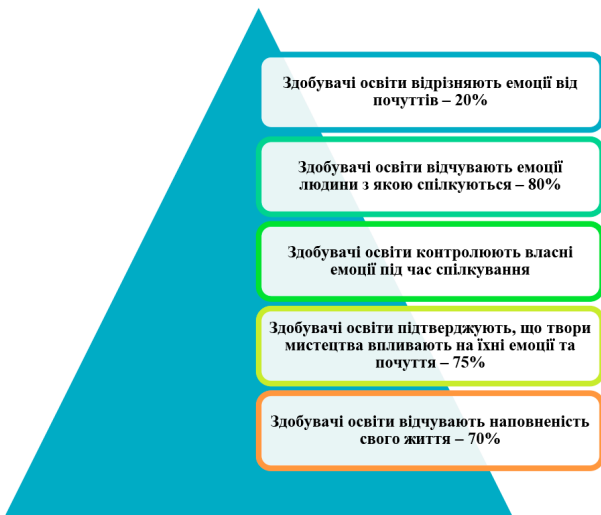 Здобувачі освіти відрізняють емоції від
почуттів – 20%
Здобувачі освіти відчувають емоції
людини з якою спілкуються – 80%
Здобувачі освіти контролюють власні
емоції під час спілкування
Здобувачі освіти підтверджують, що твори
мистецтва впливають на їхні емоції та
почуття – 75%
Здобувачі освіти відчувають наповненість
свого життя – 70%